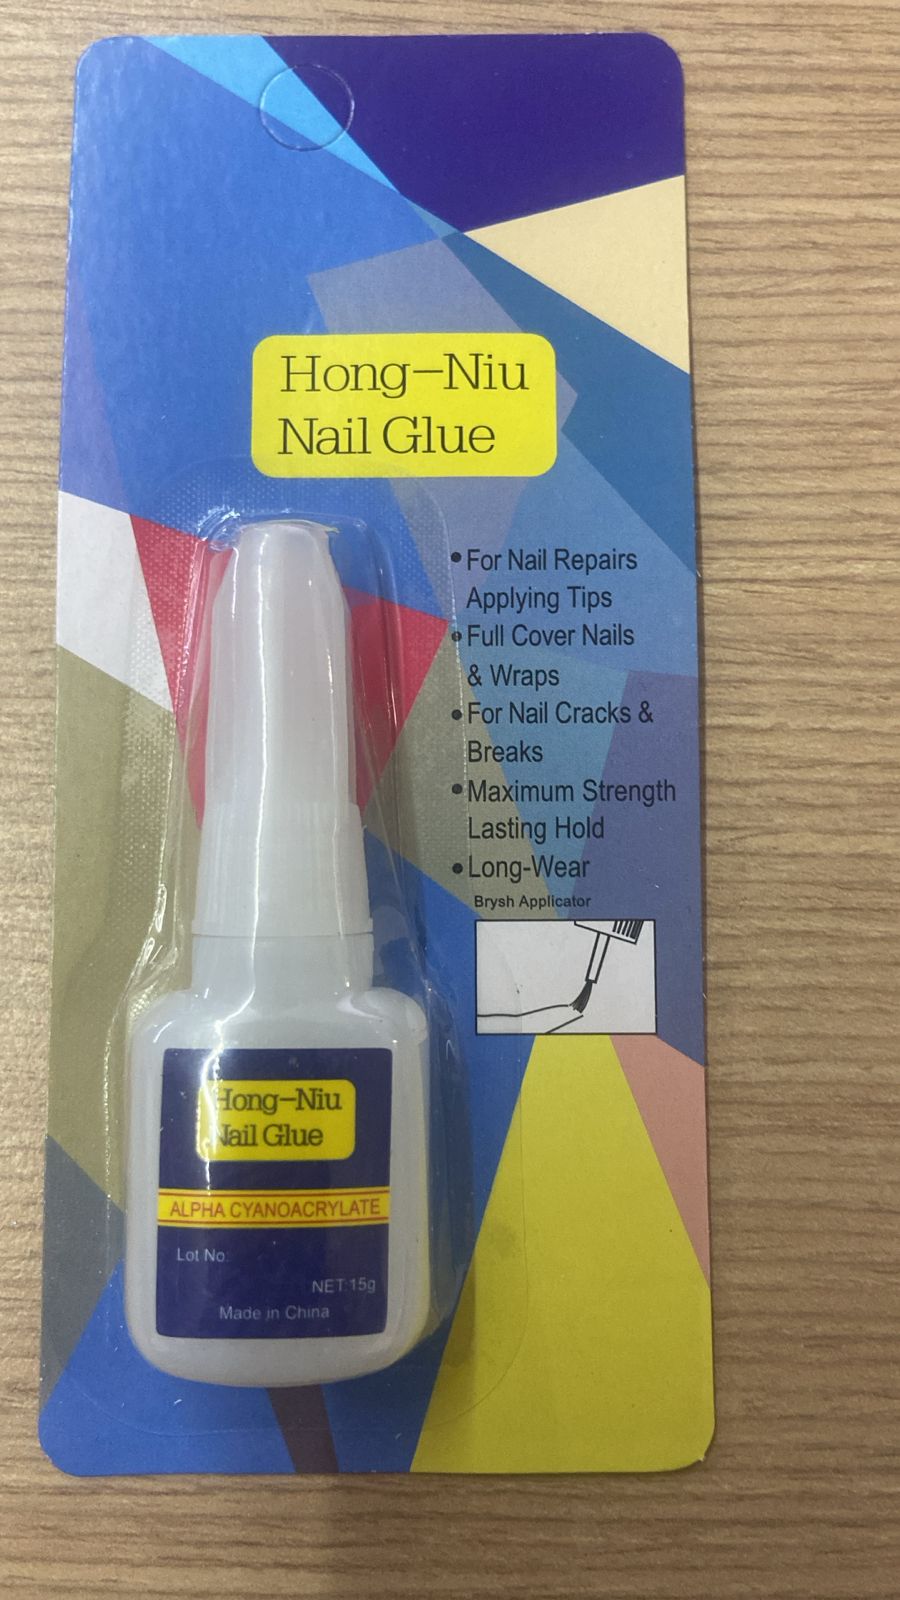 Hong-Niu
Nail Glue
• For Nail Repairs
Applying Tips
• Full Cover Nails
& Wraps
• For Nail Cracks &
Breaks
• Maximum Strength
Lasting Hold
• Long-Wear
Brysh Applicator
Hong-Niu
Nail Glue
ALPHA CYANOACRYLATE
Lot No:
NET:15g
Made in China